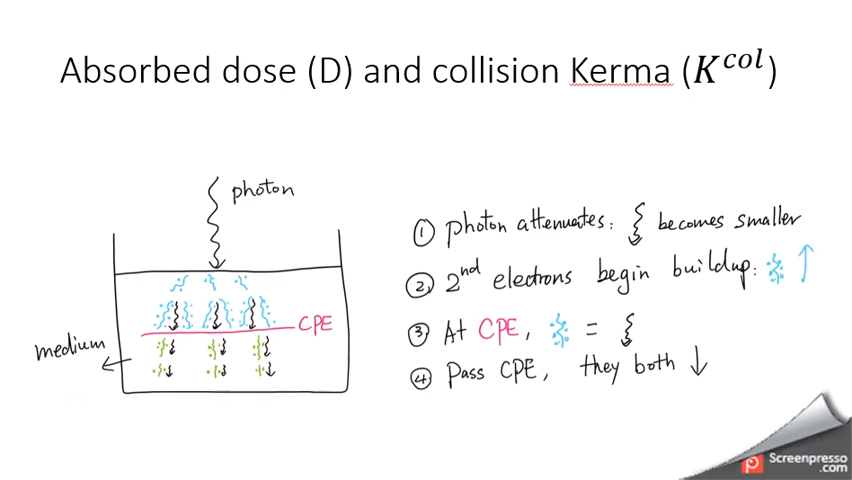 Absorbed dose (D) and collision Kerma (K^col)
photon
① photon attenuates: becomes smaller
② 2nd electrons begin buildup: ↑
CPE
③ At CPE, =
medium
④ Pass CPE, they both ↓
Screenpresso
.com